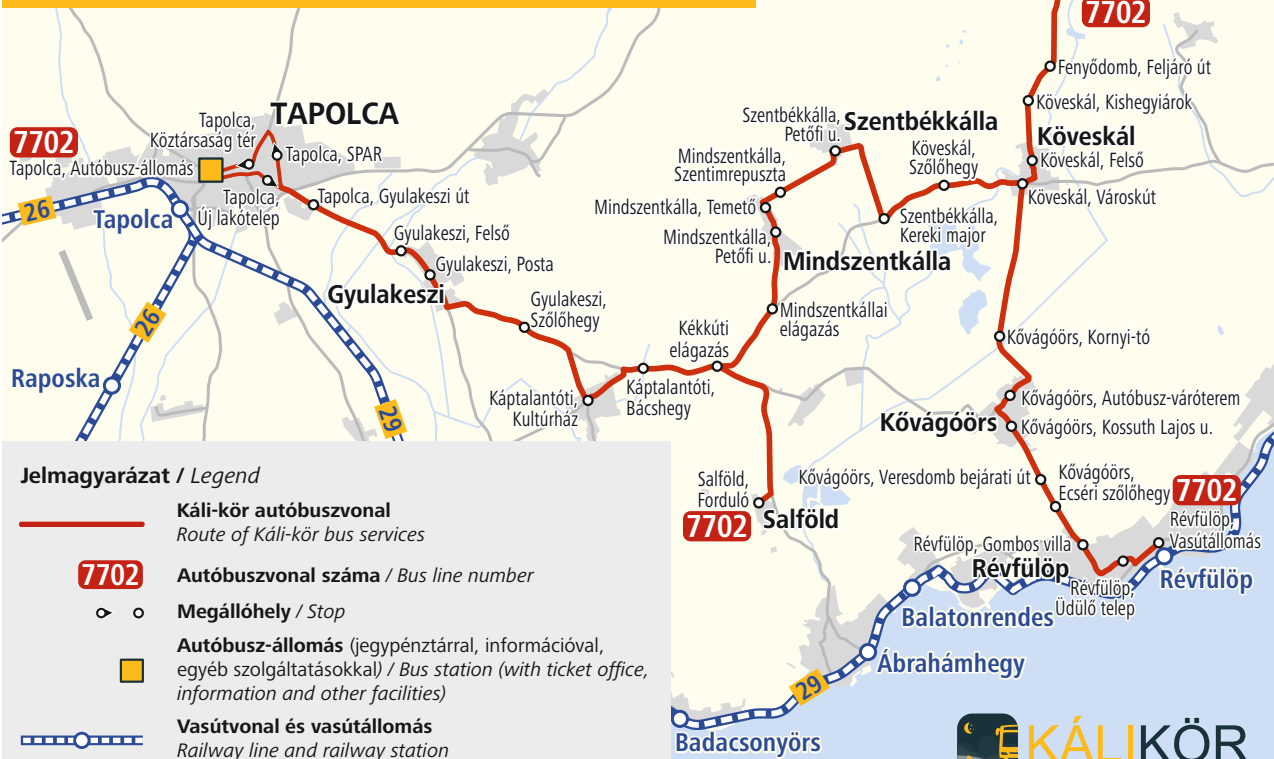 7702
Fenyődomb, Feljáró út
Köveskál, Kishegyiárok
Köveskál
Köveskál, Felső
Köveskál, Városkút
Szentbékkálla,
Petőfi u.
Szentbékkálla
Köveskál,
Szőlőhegy
Szentbékkálla,
Kereki major
Mindszentkálla,
Szentimrepuszta
Mindszentkálla, Temető
Mindszentkálla,
Petőfi u.
Mindszentkálla
Mindszentkállai
elágazás
TAPOLCA
Tapolca,
Köztársaság tér
7702
Tapolca, Autóbusz-állomás
Tapolca, SPAR
Tapolca,
Új lakótelep
Tapolca, Gyulakeszi út
26
Tapolca
26
Raposka
29
Gyulakeszi, Felső
Gyulakeszi, Posta
Gyulakeszi
Gyulakeszi,
Szőlőhegy
Káptalantóti,
Kultúrház
Káptalantóti,
Bácshegy
Kékkúti
elágazás
Salföld,
Forduló
7702
Salföld
Kővágóörs, Kornyi-tó
Kővágóörs, Autóbusz-váróterem
Kővágóörs
Kővágóörs, Kossuth Lajos u.
Kővágóörs, Veresdomb bejárati út
Kővágóörs,
Ecséri szőlőhegy
7702
Révfülöp,
Vasútállomás
Révfülöp, Gombos villa
Révfülöp
Révfülöp,
Üdülő telep
Révfülöp
Balatonrendes
Ábrahámhegy
29
Badacsonyörs
Jelmagyarázat / Legend
Káli-kör autóbuszvonal
Route of Káli-kör bus services
7702
Autóbuszvonal száma / Bus line number
Megállóhely / Stop
Autóbusz-állomás (jegypénztárral, információval,
egyéb szolgáltatásokkal) / Bus station (with ticket office,
information and other facilities)
Vasútvonal és vasútállomás
Railway line and railway station
KÁLIKÖR